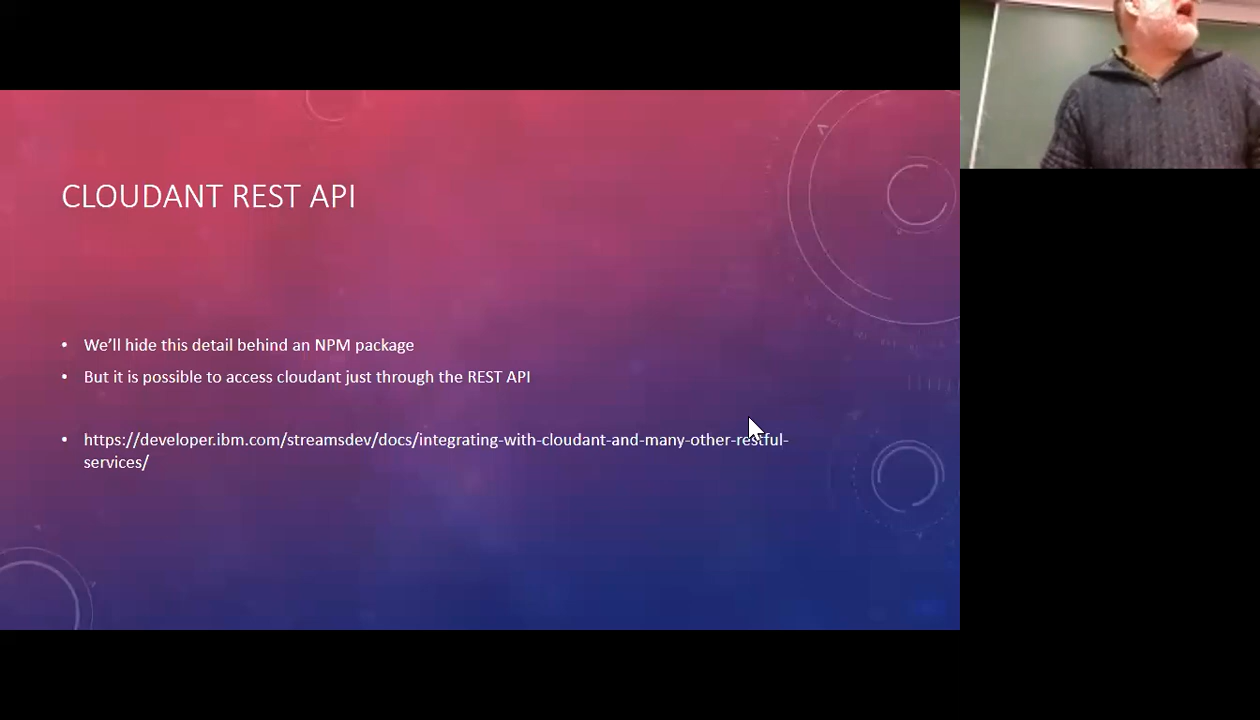 CLOUDANT REST API
• We’ll hide this detail behind an NPM package
• But it is possible to access cloudant just through the REST API
• https://developer.ibm.com/streamsdev/docs/integrating-with-cloudant-and-many-other-restful-
services/